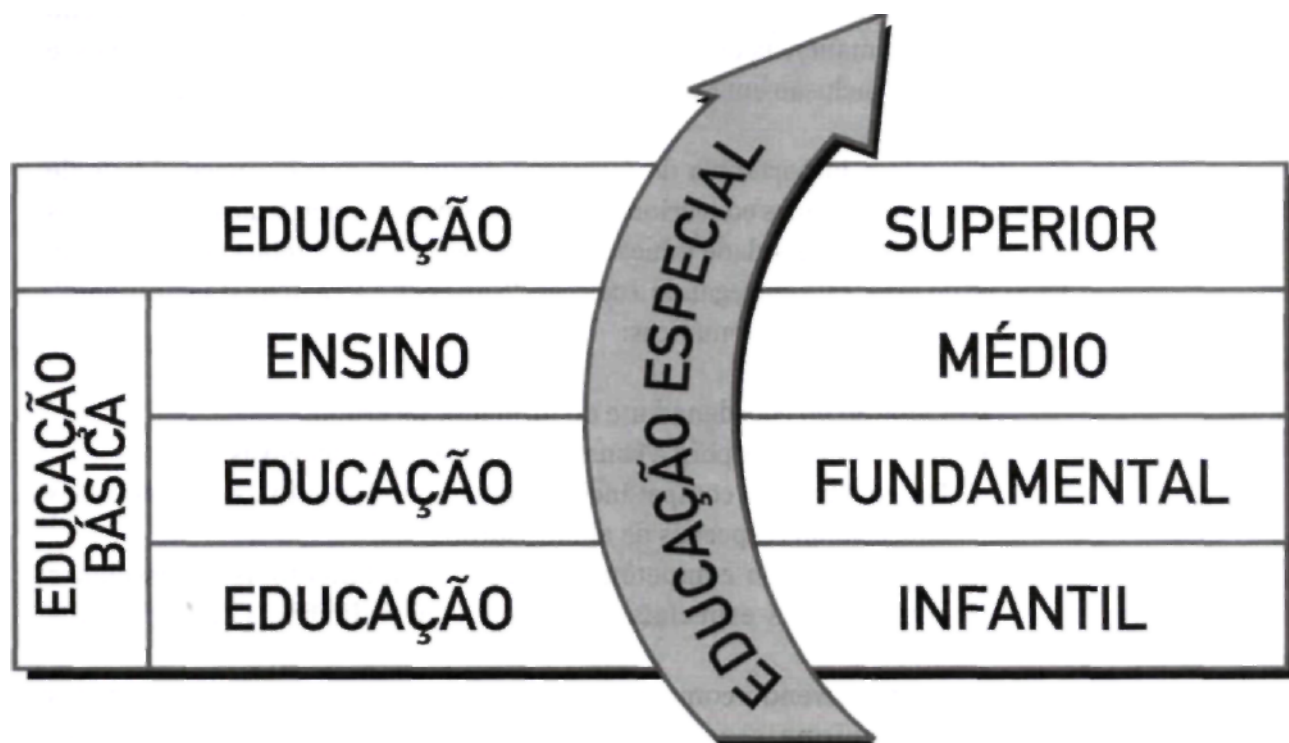 EDUCAÇÃO SUPERIOR
ENSINO MÉDIO
EDUCAÇÃO FUNDAMENTAL
EDUCAÇÃO INFANTIL
EDUCAÇÃO
BÁSICA
EDUCAÇÃO ESPECIAL